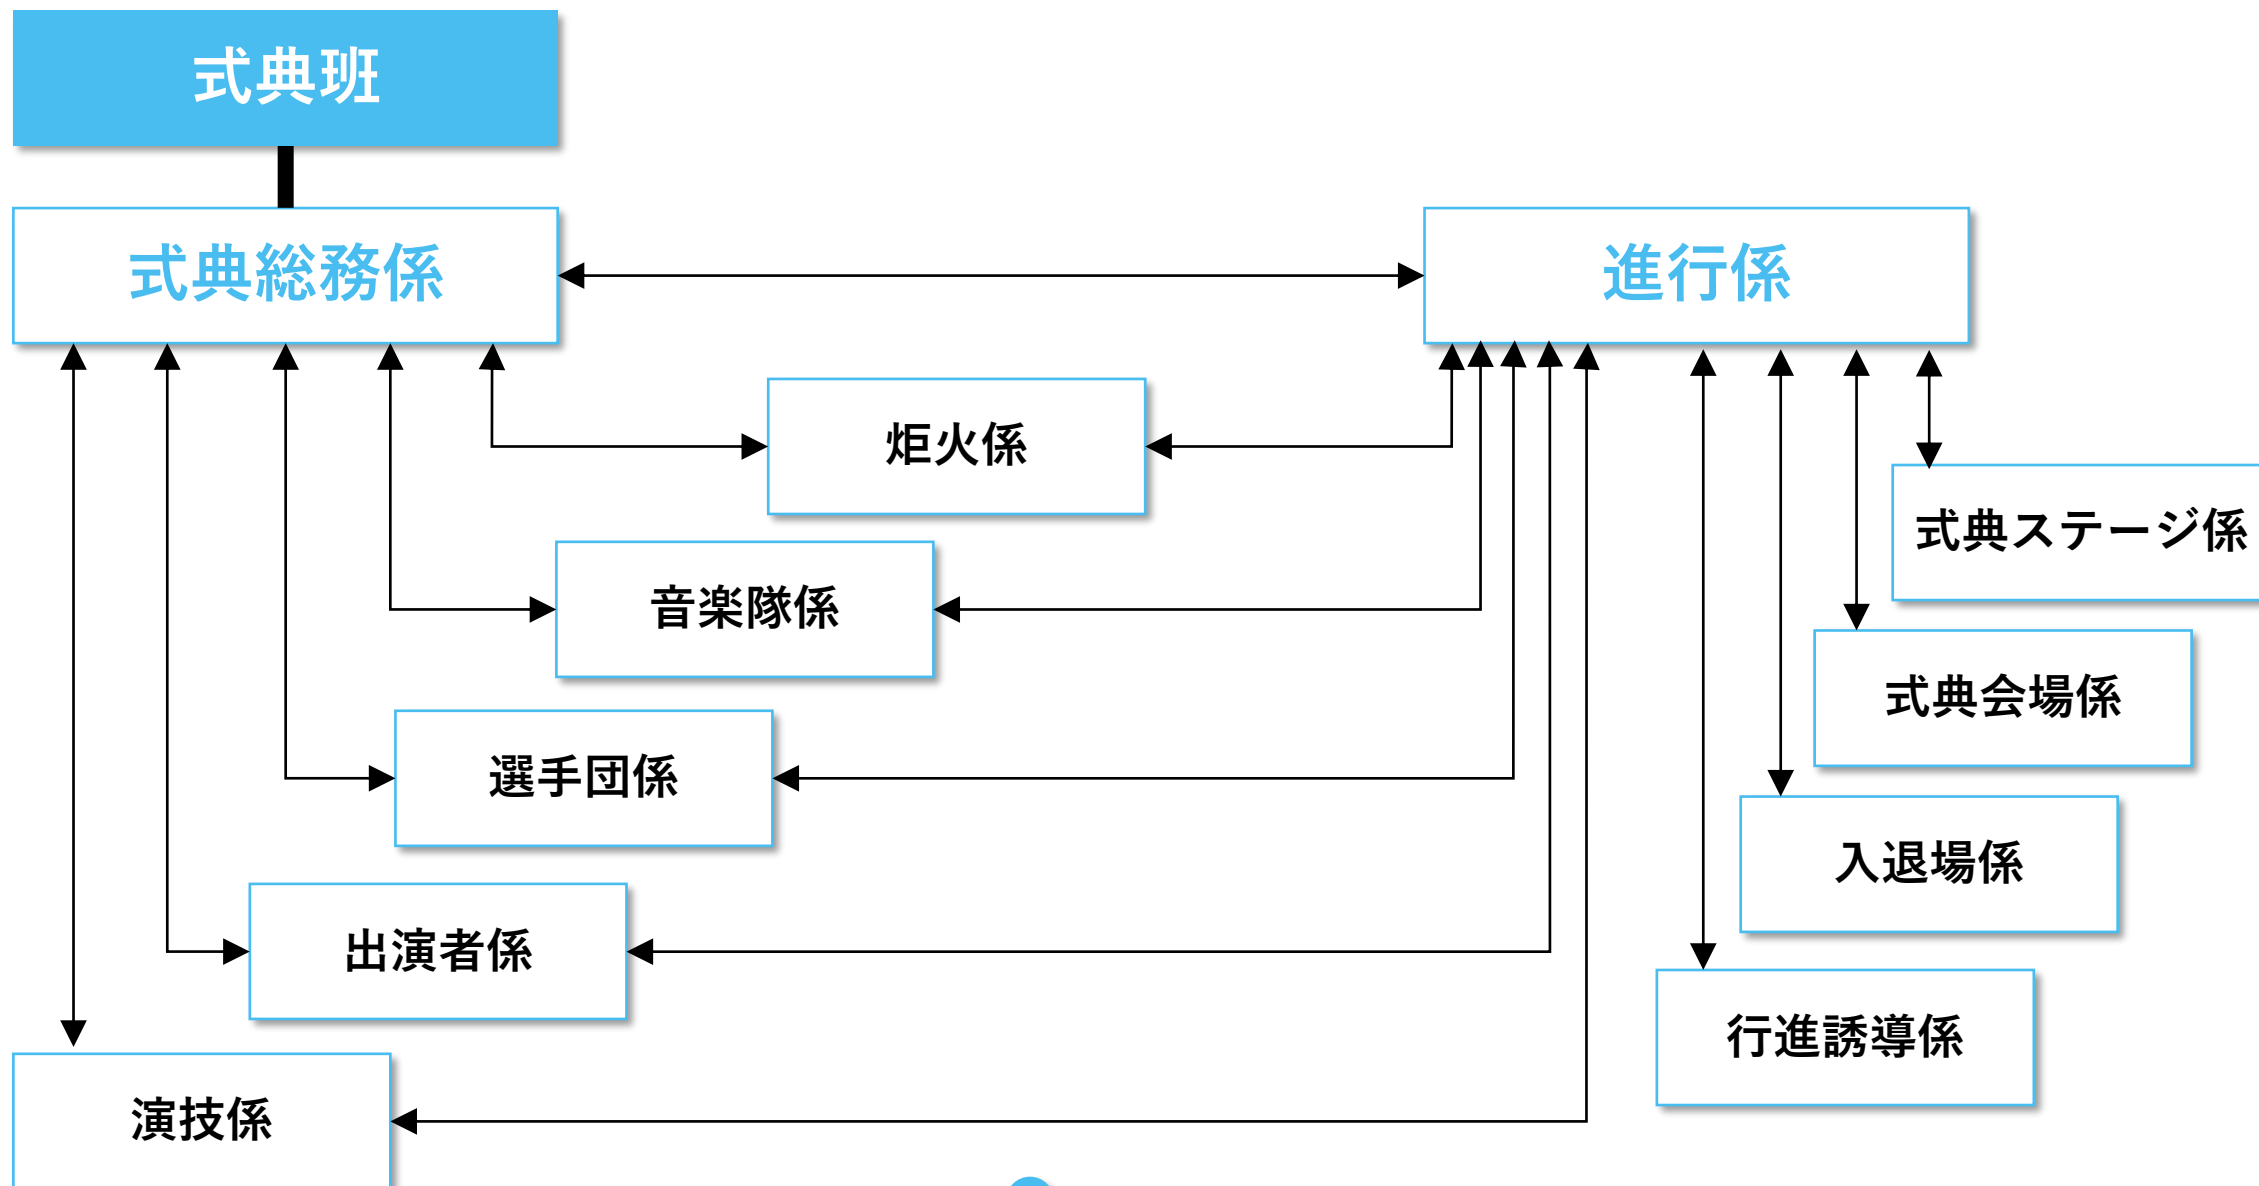 式典班
式典総務係
進行係
炬火係
式典ステージ係
音楽隊係
式典会場係
選手団係
入退場係
出演者係
行進誘導係
演技係